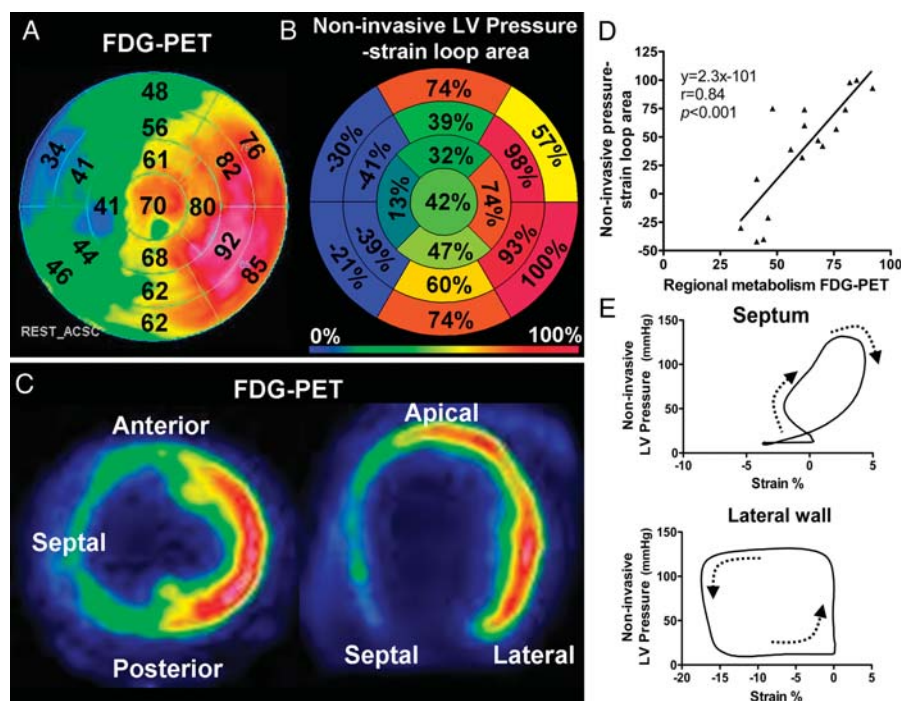 A
FDG-PET
48
56
61
34
41
41
70
80
82
76
44
46
68
92
85
62
62
REST_ACSC
B
Non-invasive LV Pressure
-strain loop area
74%
39%
32%
-30%
-41%
13%
42%
74%
98%
57%
-21%
-39%
47%
93%
100%
60%
74%
0%
100%
C
FDG-PET
Anterior
Septal
Posterior
Apical
Septal
Lateral
D
Non-invasive pressure-
strain loop area
125
100
75
50
25
0
-25
-50
y=2.3x-101
r=0.84
p<0.001
25
50
75
100
Regional metabolism FDG-PET
E
Septum
Non-invasive
LV Pressure (mmHg)
150
100
50
0
-10
-5
0
5
Strain %
Lateral wall
Non-invasive
LV Pressure (mmHg)
150
100
50
0
-20
-15
-10
-5
0
5
Strain %